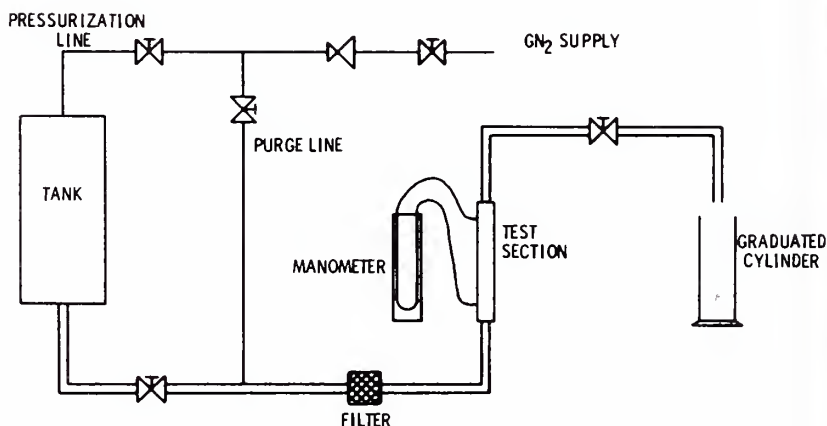 PRESSURIZATION
LINE
GN2 SUPPLY
PURGE LINE
TANK
MANOMETER
TEST
SECTION
GRADUATED
CYLINDER
FILTER